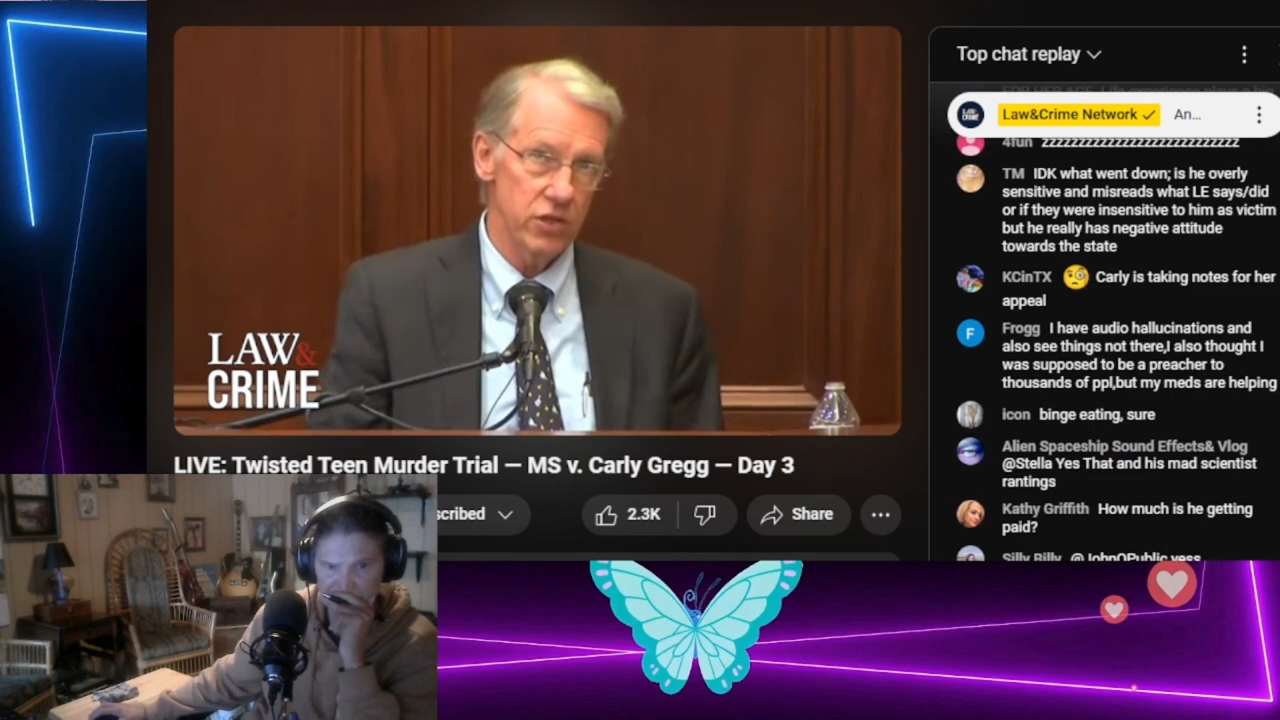 Top chat replay
Law&Crime Network
An...
4fun zzzzzzzzzzzzzzzzzzzzzzzzzzzz
TM IDK what went down; is he overly
sensitive and misreads what LE says/did
or if they were insensitive to him as victim
but he really has negative attitude
towards the state
KCinTX 🧐 Carly is taking notes for her
appeal
F
Frogg I have audio hallucinations and
also see things not there,I also thought I
was supposed to be a preacher to
thousands of ppl,but my meds are helping
icon binge eating, sure
Alien Spaceship Sound Effects& Vlog
@Stella Yes That and his mad scientist
rantings
Kathy Griffith How much is he getting
paid?
Silly Billy @JohnQPublic yess
LAW&
CRIME
LIVE: Twisted Teen Murder Trial — MS v. Carly Gregg — Day 3
scribed
2.3K
Share